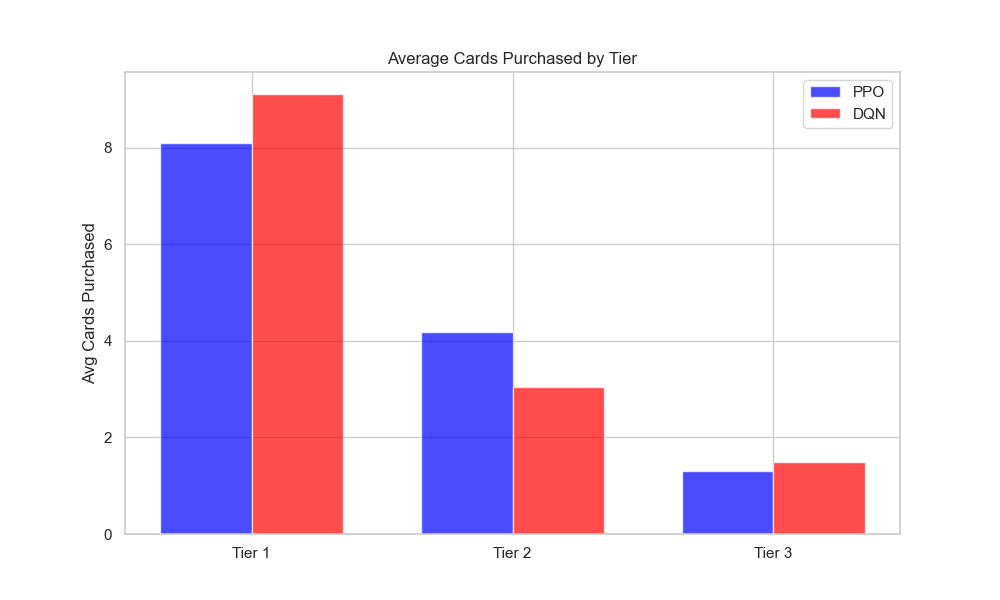 Average Cards Purchased by Tier
PPO
DQN
Avg Cards Purchased
8
6
4
2
0
Tier 1
Tier 2
Tier 3